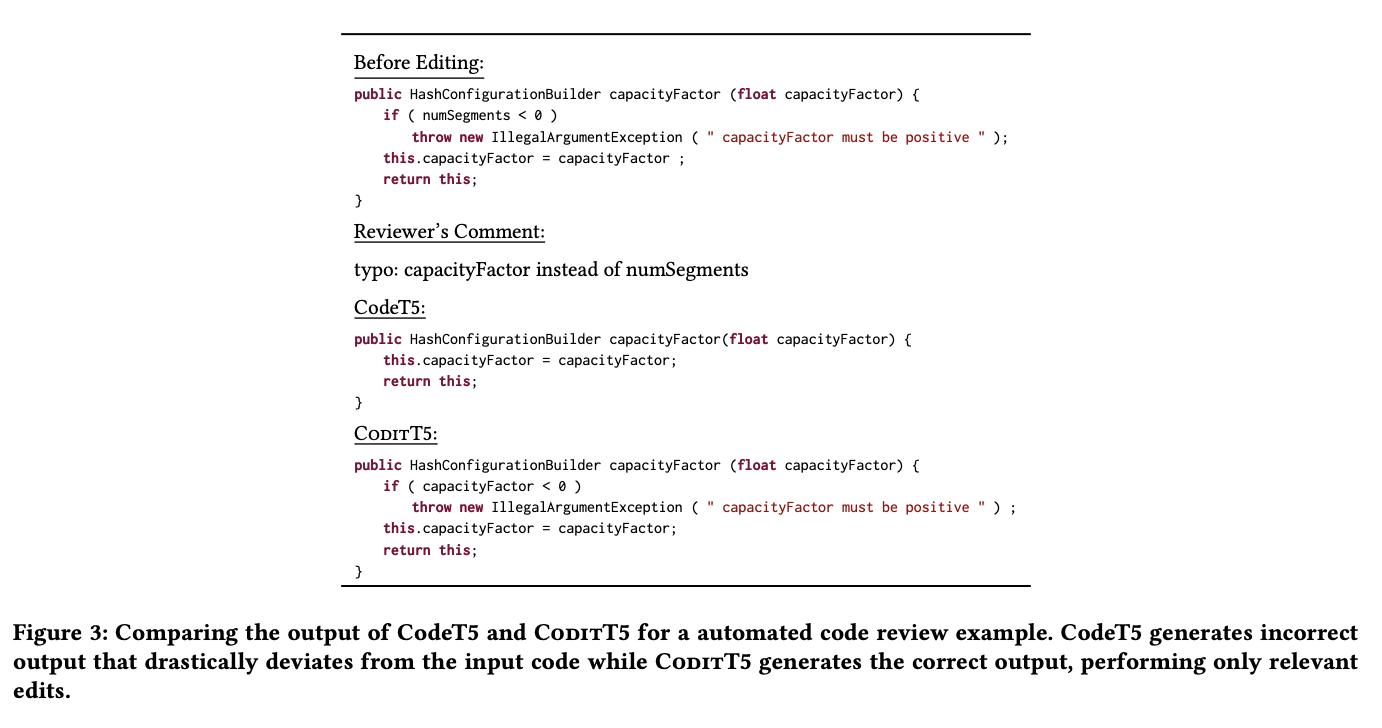 Before Editing:
public HashConfigurationBuilder capacityFactor (float capacityFactor) {
if ( numSegments < 0 )
throw new IllegalArgumentException ( " capacityFactor must be positive " );
this.capacityFactor = capacityFactor ;
return this;
}
Reviewer's Comment:
typo: capacityFactor instead of numSegments
CodeT5:
public HashConfigurationBuilder capacityFactor(float capacityFactor) {
this.capacityFactor = capacityFactor;
return this;
}
CoditT5:
public HashConfigurationBuilder capacityFactor (float capacityFactor) {
if ( capacityFactor < 0 )
throw new IllegalArgumentException ( " capacityFactor must be positive " ) ;
this.capacityFactor = capacityFactor;
return this;
}
Figure 3: Comparing the output of CodeT5 and CoditT5 for a automated code review example. CodeT5 generates incorrect
output that drastically deviates from the input code while CoditT5 generates the correct output, performing only relevant
edits.